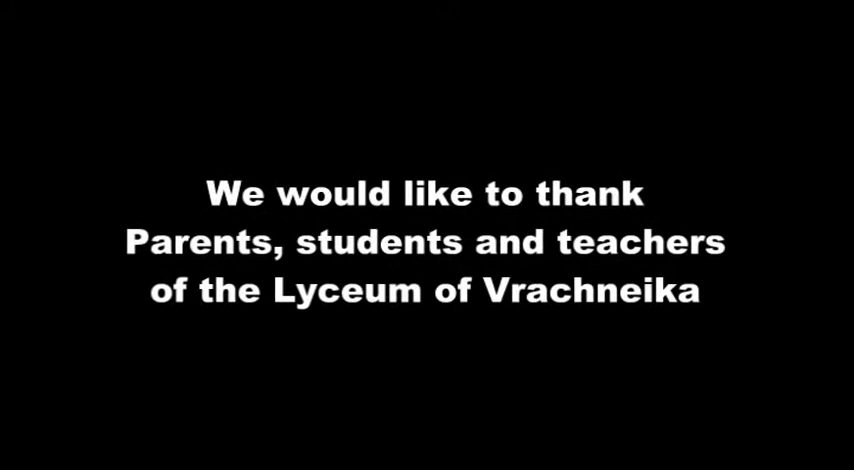 We would like to thank
Parents, students and teachers
of the Lyceum of Vrachneika